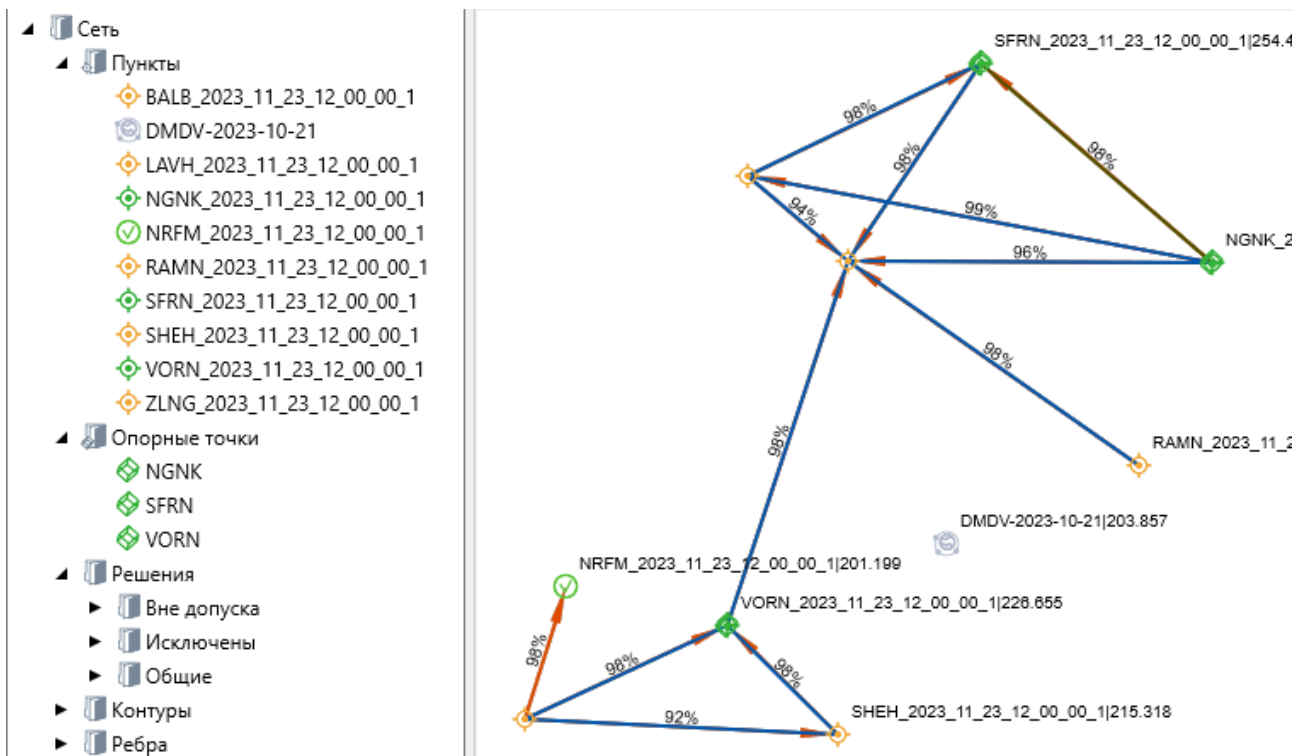 Сеть
Пункты
BALB_2023_11_23_12_00_00_1
DMDV-2023-10-21
LAVH_2023_11_23_12_00_00_1
NGNK_2023_11_23_12_00_00_1
NRFM_2023_11_23_12_00_00_1
RAMN_2023_11_23_12_00_00_1
SFRN_2023_11_23_12_00_00_1
SHEH_2023_11_23_12_00_00_1
VORN_2023_11_23_12_00_00_1
ZLNG_2023_11_23_12_00_00_1
Опорные точки
NGNK
SFRN
VORN
Решения
Вне допуска
Исключены
Общие
Контуры
Ребра
SFRN_2023_11_23_12_00_00_1|254.4
98%
98%
98%
94%
99%
NGNK_2
96%
98%
98%
RAMN_2023_11_2
DMDV-2023-10-21|203.857
NRFM_2023_11_23_12_00_00_1|201.199
VORN_2023_11_23_12_00_00_1|226.655
98%
98%
98%
92%
SHEH_2023_11_23_12_00_00_1|215.318